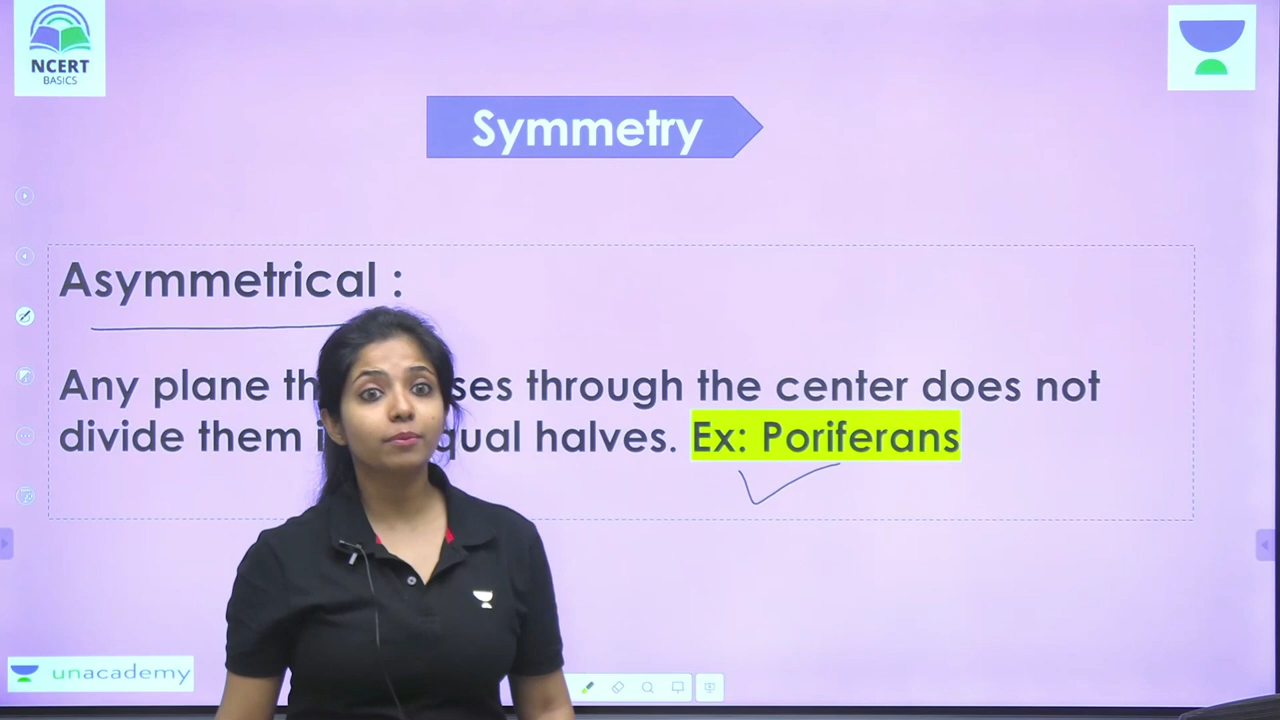 NCERT
BASICS
Symmetry
Asymmetrical :
Any plane through the center does not
divide them halves. Ex: Poriferans
unacademy